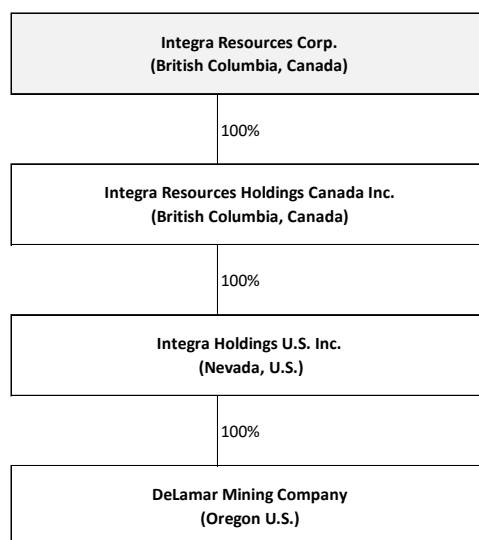 Integra Resources Corp.
(British Columbia, Canada)
100%
Integra Resources Holdings Canada Inc.
(British Columbia, Canada)
100%
Integra Holdings U.S. Inc.
(Nevada, U.S.)
100%
DeLamar Mining Company
(Oregon U.S.)